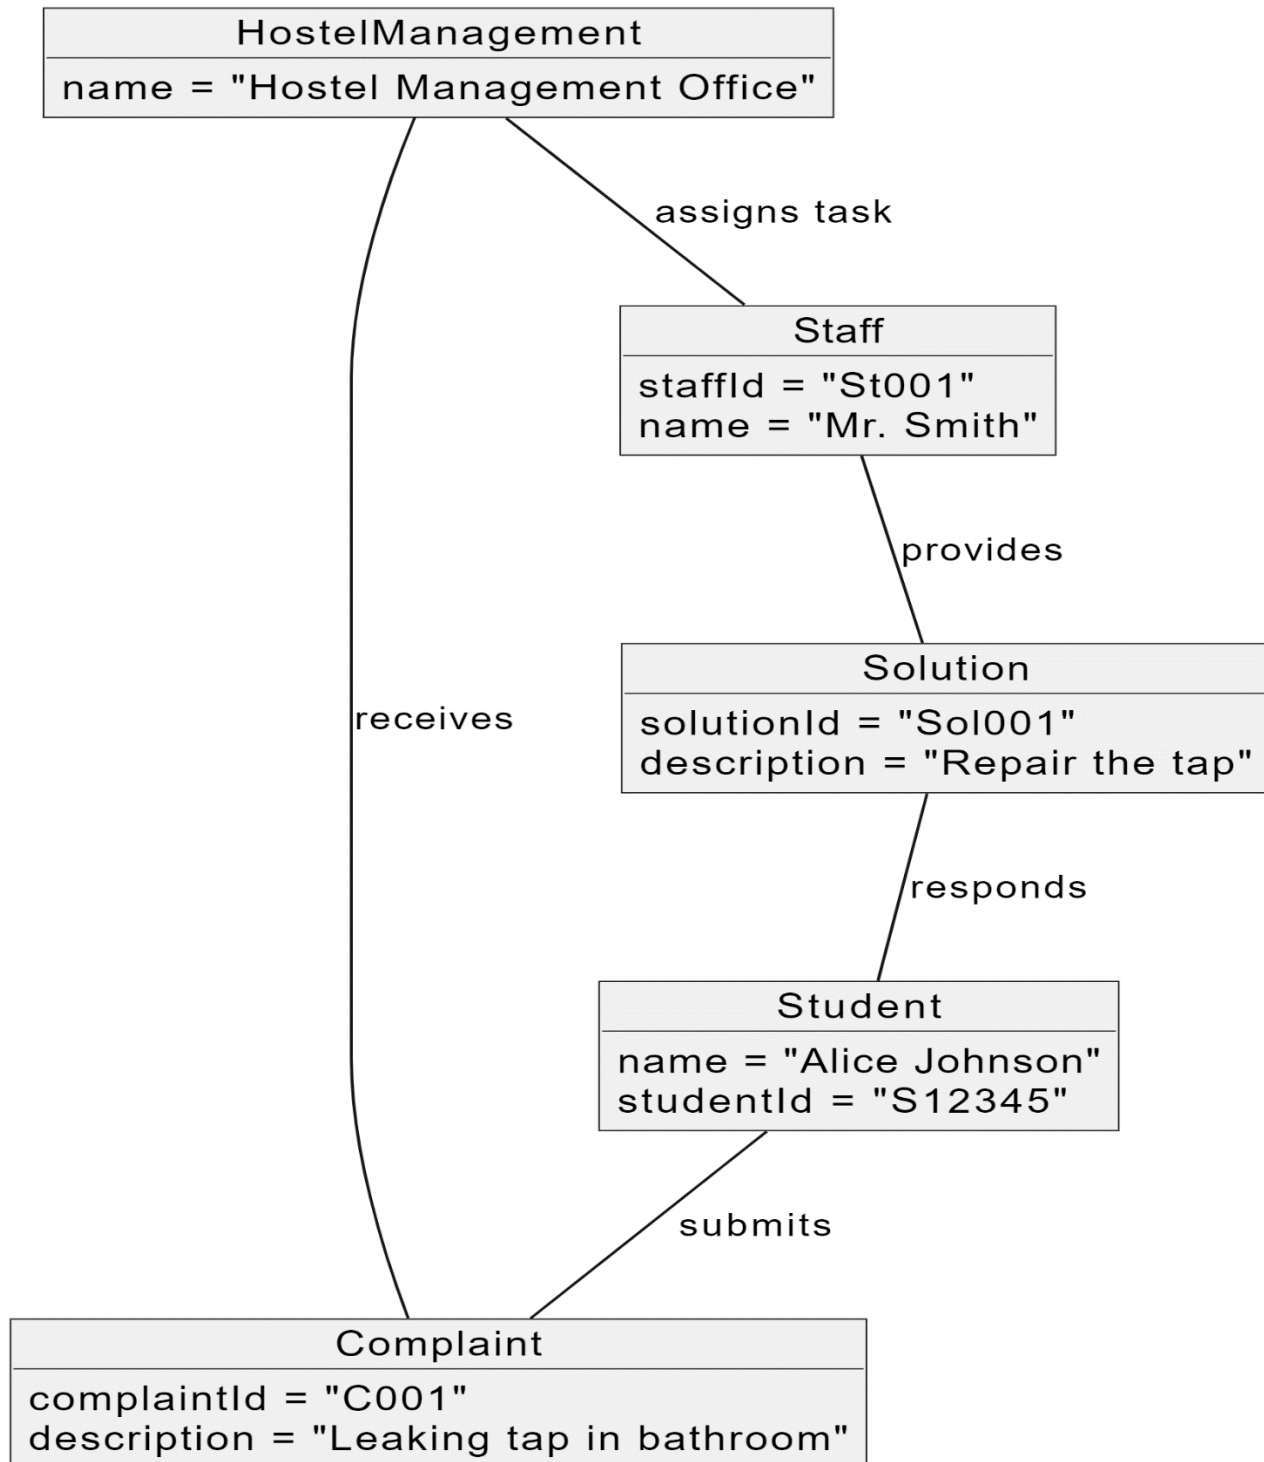 HostelManagement
name = "Hostel Management Office"
assigns task
Staff
staffId = "St001"
name = "Mr. Smith"
provides
Solution
solutionId = "Sol001"
description = "Repair the tap"
receives
responds
Student
name = "Alice Johnson"
studentId = "S12345"
submits
Complaint
complaintId = "C001"
description = "Leaking tap in bathroom"